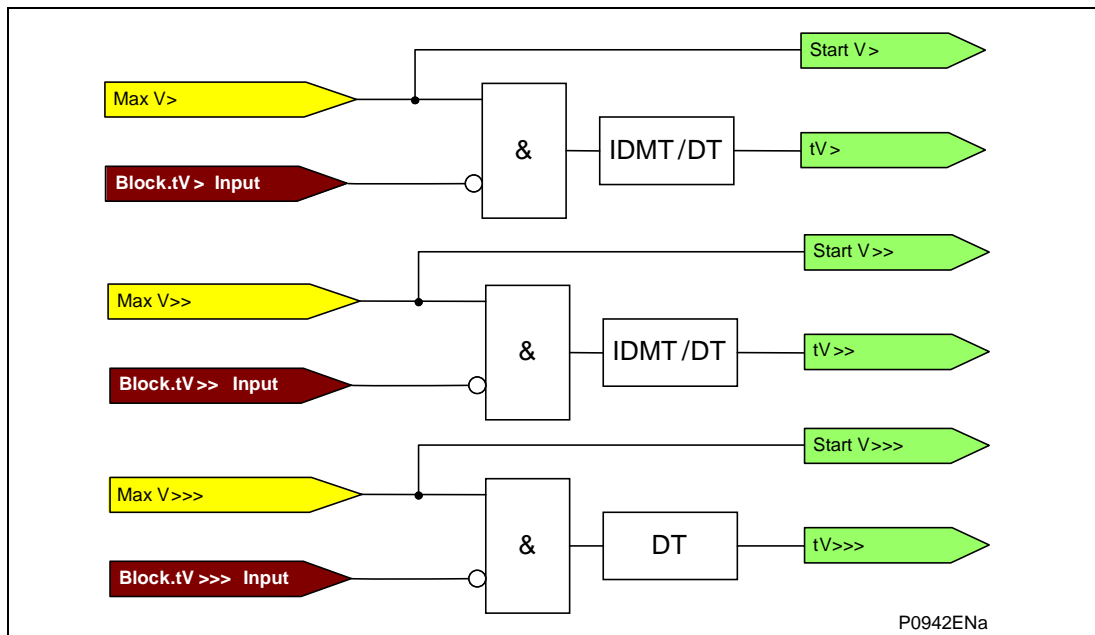 Start V>
Max V>
&
IDMT/DT
tV>
Block.tV> Input
Start V>>
Max V>>
&
IDMT/DT
tV>>
Block.tV>> Input
Start V>>>
Max V>>>
&
DT
tV>>>
Block.tV>>> Input
P0942ENa